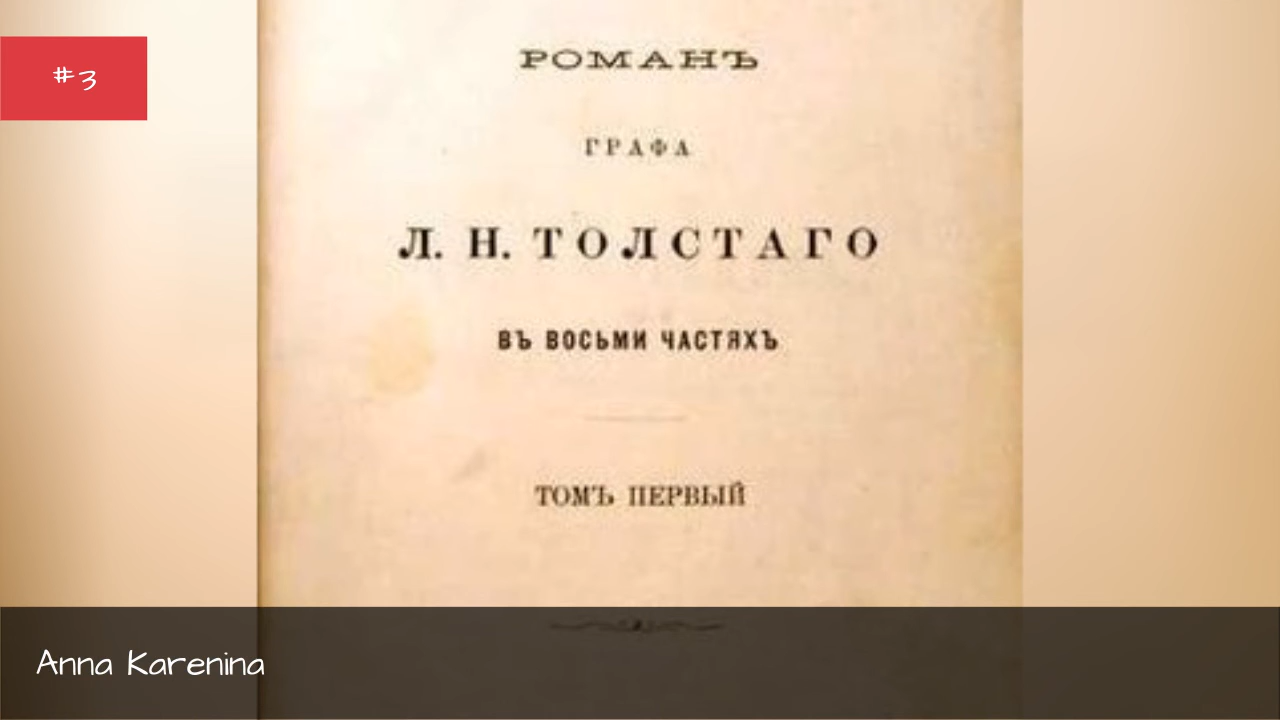 #3
РОМАНЪ
ГРАФА
Л. Н. ТОЛСТАГО
ВЪ ВОСЬМИ ЧАСТЯХЪ
ТОМЪ ПЕРВЫЙ
Anna Karenina